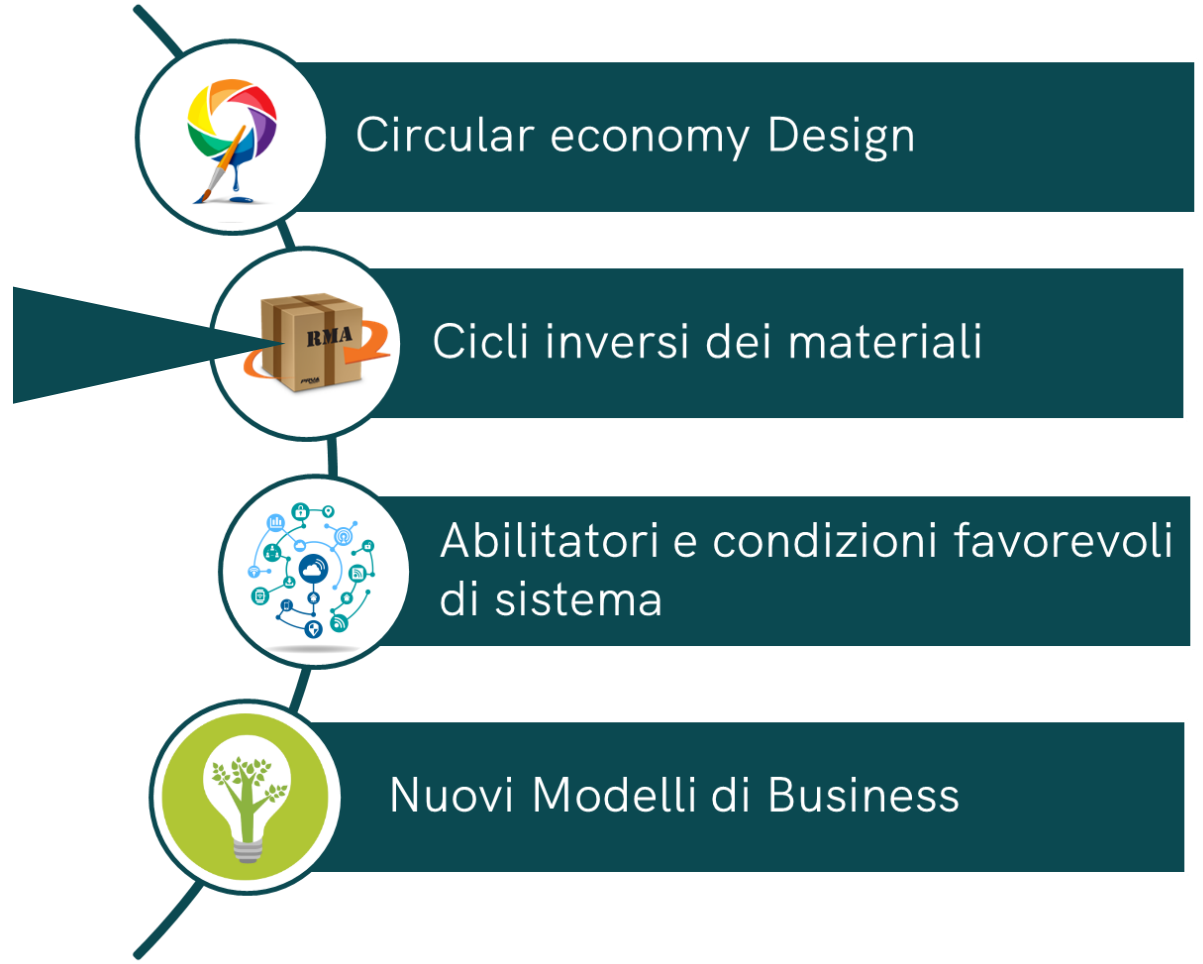 Circular economy Design
RMA
Cicli inversi dei materiali
Abilitatori e condizioni favorevoli
di sistema
Nuovi Modelli di Business